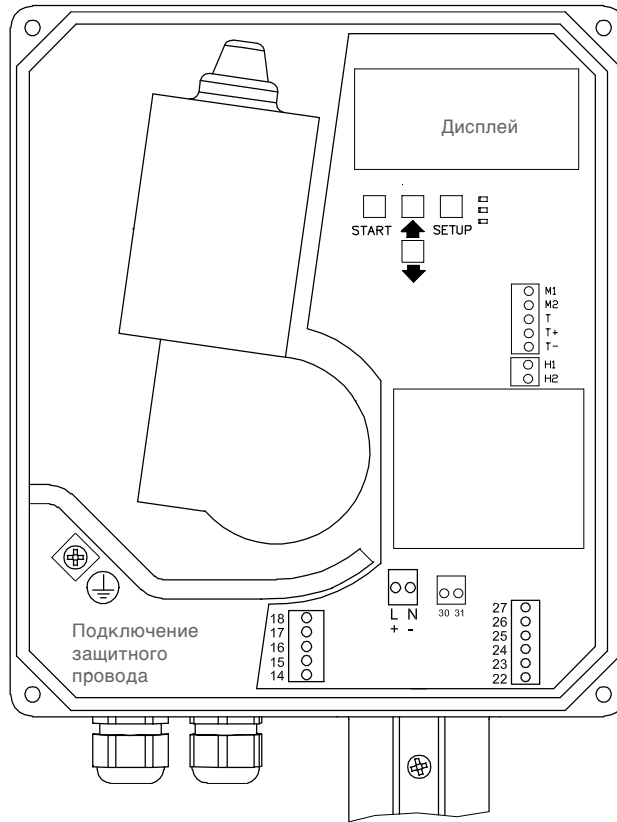 Дисплей
START
SETUP
M1
M2
T
T+
T-
H1
H2
L N
+ -
30 31
18
17
16
15
14
27
26
25
24
23
22
Подключение
защитного
провода